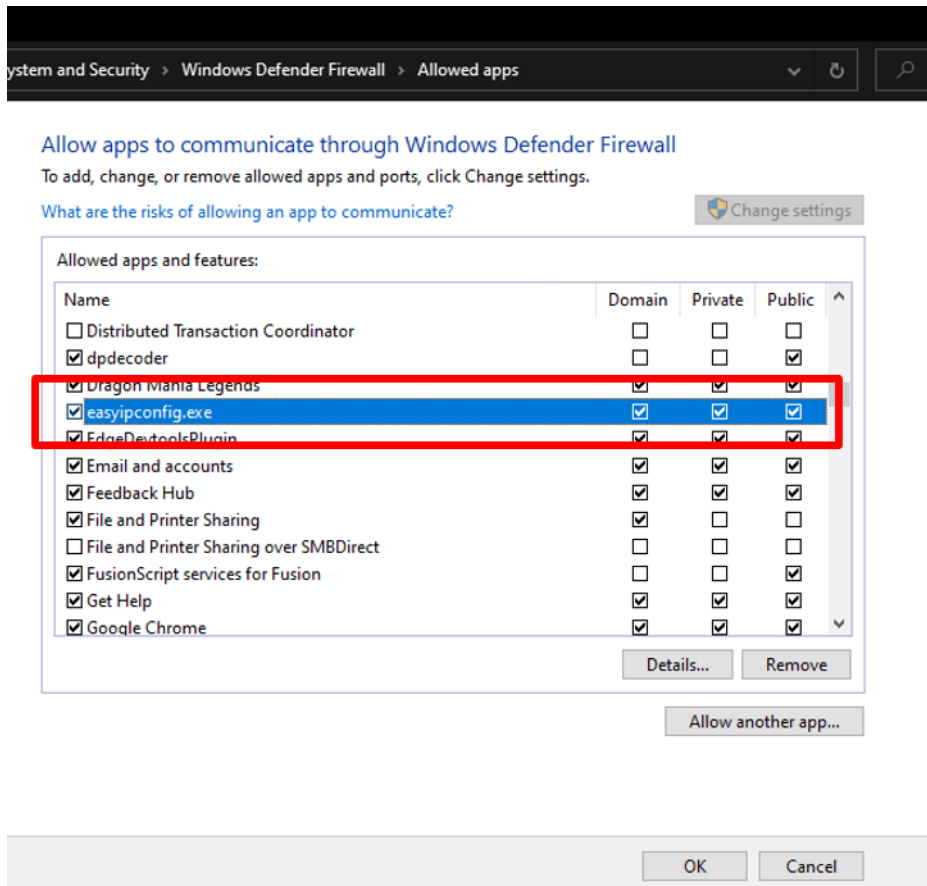 ystem and Security > Windows Defender Firewall > Allowed apps
Allow apps to communicate through Windows Defender Firewall
To add, change, or remove allowed apps and ports, click Change settings.
What are the risks of allowing an app to communicate?
Change settings
Allowed apps and features:
Name Domain Private Public
Distributed Transaction Coordinator
dpdecoder
Dragon Mania Legends
easyipconfig.exe
EdgeDevtoolsPlugin
Email and accounts
Feedback Hub
File and Printer Sharing
File and Printer Sharing over SMBDirect
FusionScript services for Fusion
Get Help
Google Chrome
Details... Remove
Allow another app...
OK Cancel